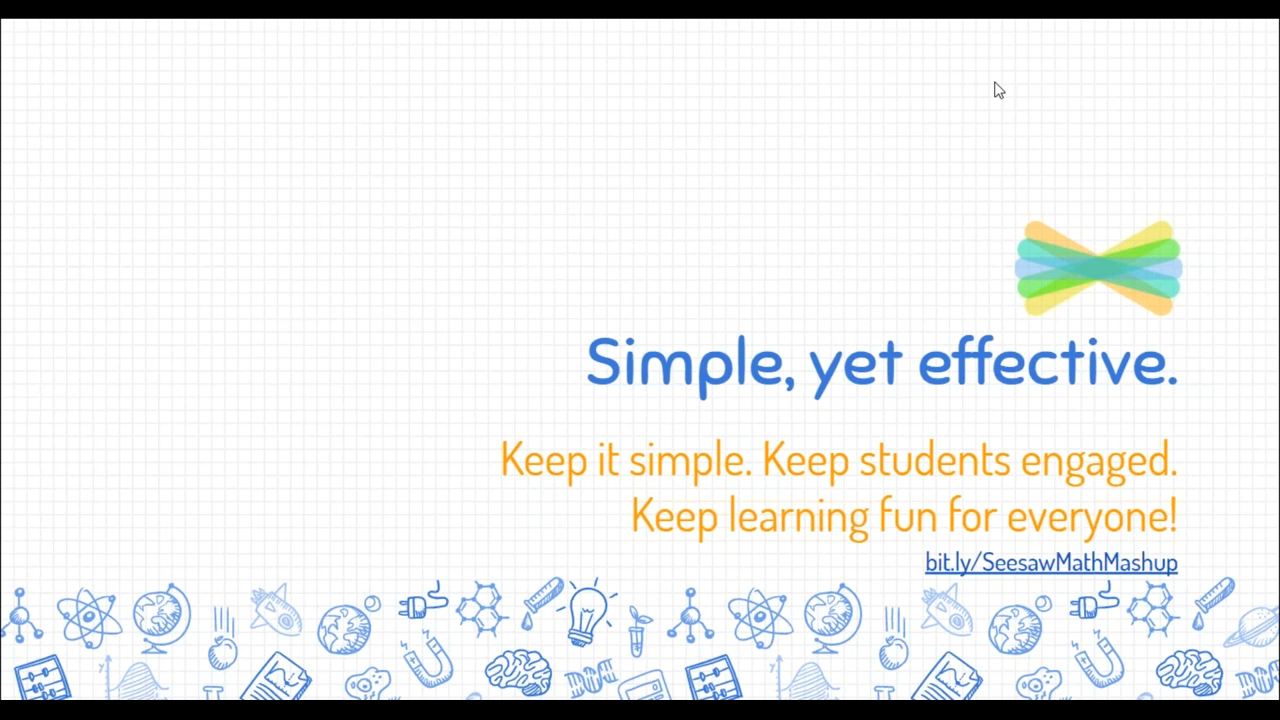 Simple, yet effective.
Keep it simple. Keep students engaged.
Keep learning fun for everyone!
bit.ly/SeesawMathMashup